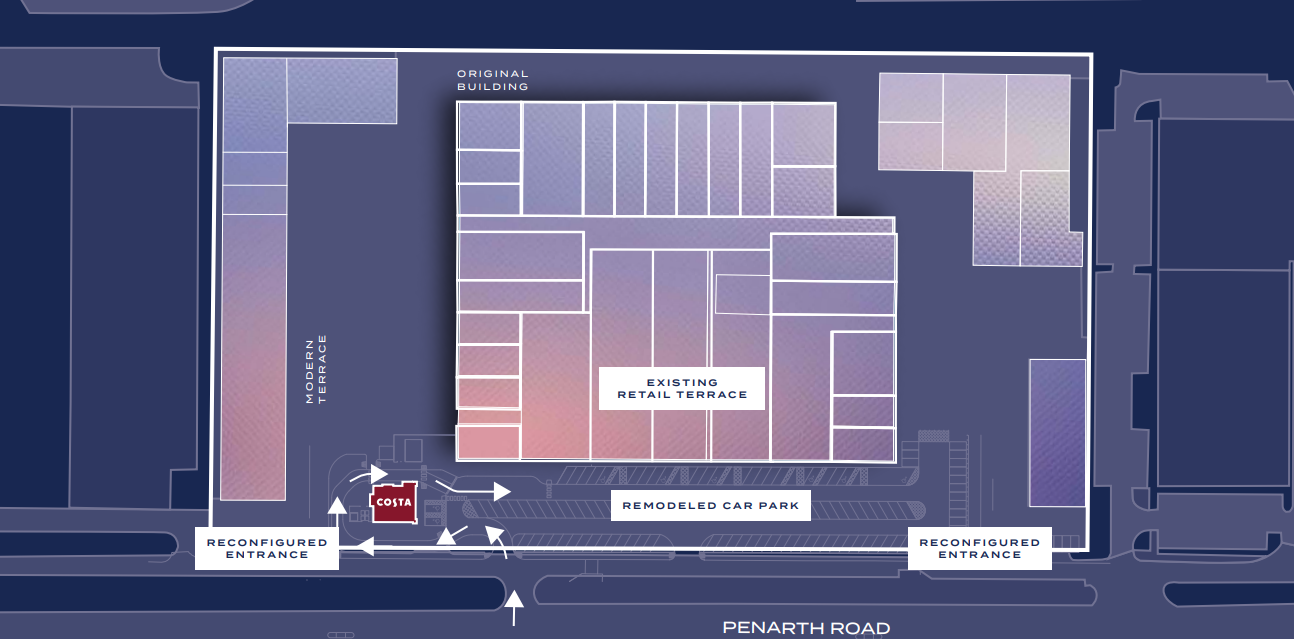 ORIGINAL
BUILDING
MODERN
TERRACE
EXISTING
RETAIL TERRACE
COSTA
REMODELED CAR PARK
RECONFIGURED
ENTRANCE
RECONFIGURED
ENTRANCE
PENARTH ROAD